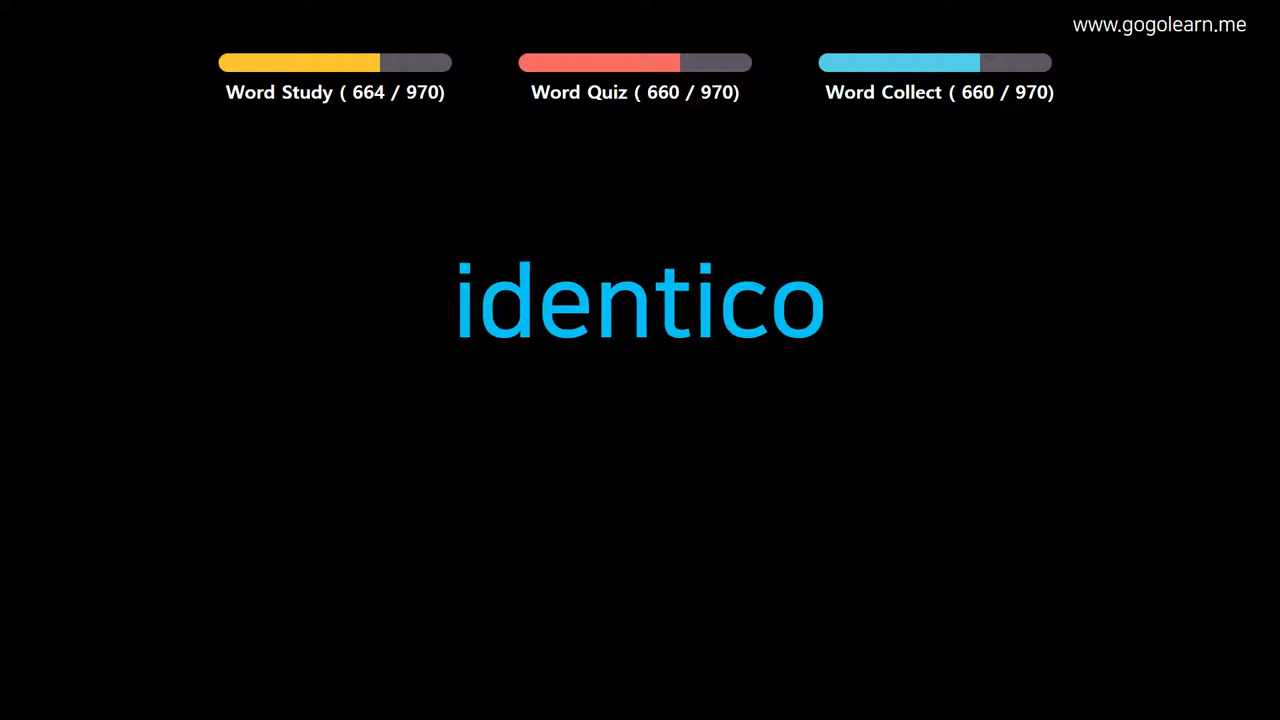 www.gogolearn.me
Word Study ( 664 / 970)
Word Quiz ( 660 / 970)
Word Collect ( 660 / 970)
identico